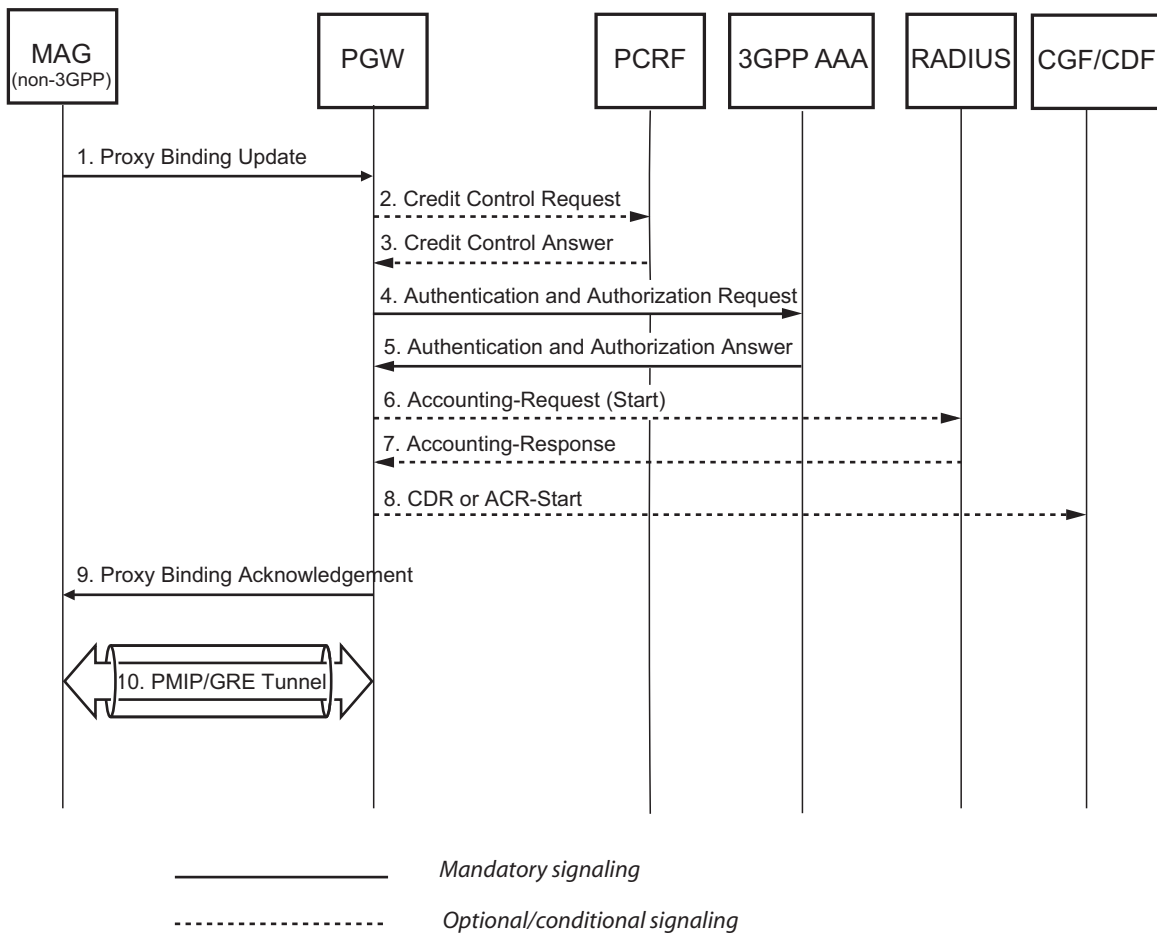 MAG
(non-3GPP)
PGW
PCRF
3GPP AAA
RADIUS
CGF/CDF
1. Proxy Binding Update
2. Credit Control Request
3. Credit Control Answer
4. Authentication and Authorization Request
5. Authentication and Authorization Answer
6. Accounting-Request (Start)
7. Accounting-Response
8. CDR or ACR-Start
9. Proxy Binding Acknowledgement
10. PMIP/GRE Tunnel
Mandatory signaling
Optional/conditional signaling